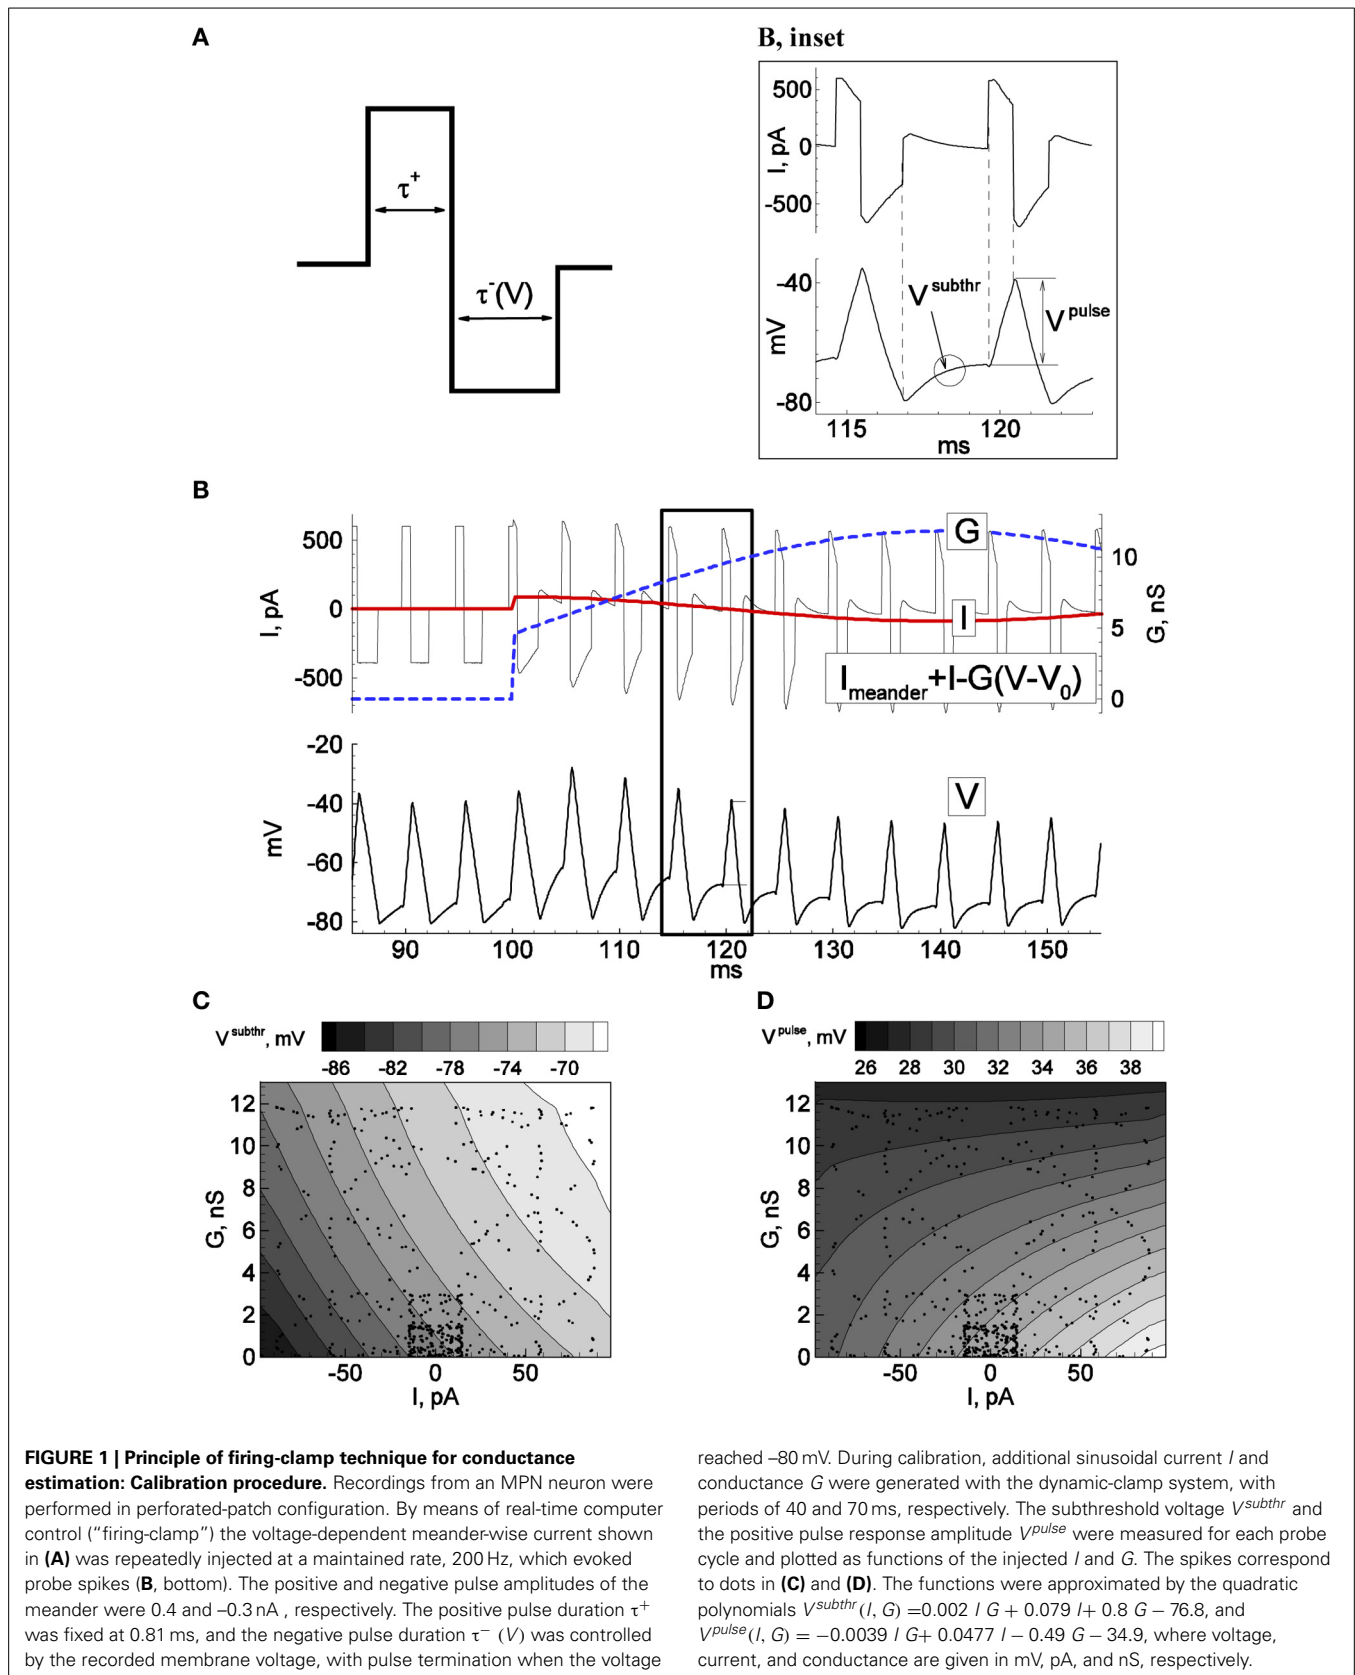 A
τ⁺
τ⁻(V)
B, inset
500
0
-500
I, pA
-40
mV
-80
V subthr
V pulse
115
120
ms
B
500
0
-500
I, pA
G
I
I meander+I-G(V-V₀)
10
5
0
G, nS
-20
-40
-60
-80
mV
V
90
100
110
120
130
140
150
ms
C
V subthr, mV
-86
-82
-78
-74
-70
12
10
8
6
4
2
0
G, nS
-50
0
50
I, pA
D
V pulse, mV
26
28
30
32
34
36
38
12
10
8
6
4
2
0
G, nS
-50
0
50
I, pA
FIGURE 1 | Principle of firing-clamp technique for conductance
estimation: Calibration procedure. Recordings from an MPN neuron were
performed in perforated-patch configuration. By means of real-time computer
control (“firing-clamp”) the voltage-dependent meander-wise current shown
in (A) was repeatedly injected at a maintained rate, 200 Hz, which evoked
probe spikes (B, bottom). The positive and negative pulse amplitudes of the
meander were 0.4 and –0.3 nA , respectively. The positive pulse duration τ⁺
was fixed at 0.81 ms, and the negative pulse duration τ⁻ (V) was controlled
by the recorded membrane voltage, with pulse termination when the voltage
reached –80 mV. During calibration, additional sinusoidal current I and
conductance G were generated with the dynamic-clamp system, with
periods of 40 and 70 ms, respectively. The subthreshold voltage V subthr and
the positive pulse response amplitude V pulse were measured for each probe
cycle and plotted as functions of the injected I and G. The spikes correspond
to dots in (C) and (D). The functions were approximated by the quadratic
polynomials V subthr (I, G) =0.002 I G + 0.079 I+ 0.8 G − 76.8, and
V pulse(I, G) = −0.0039 I G+ 0.0477 I − 0.49 G − 34.9, where voltage,
current, and conductance are given in mV, pA, and nS, respectively.